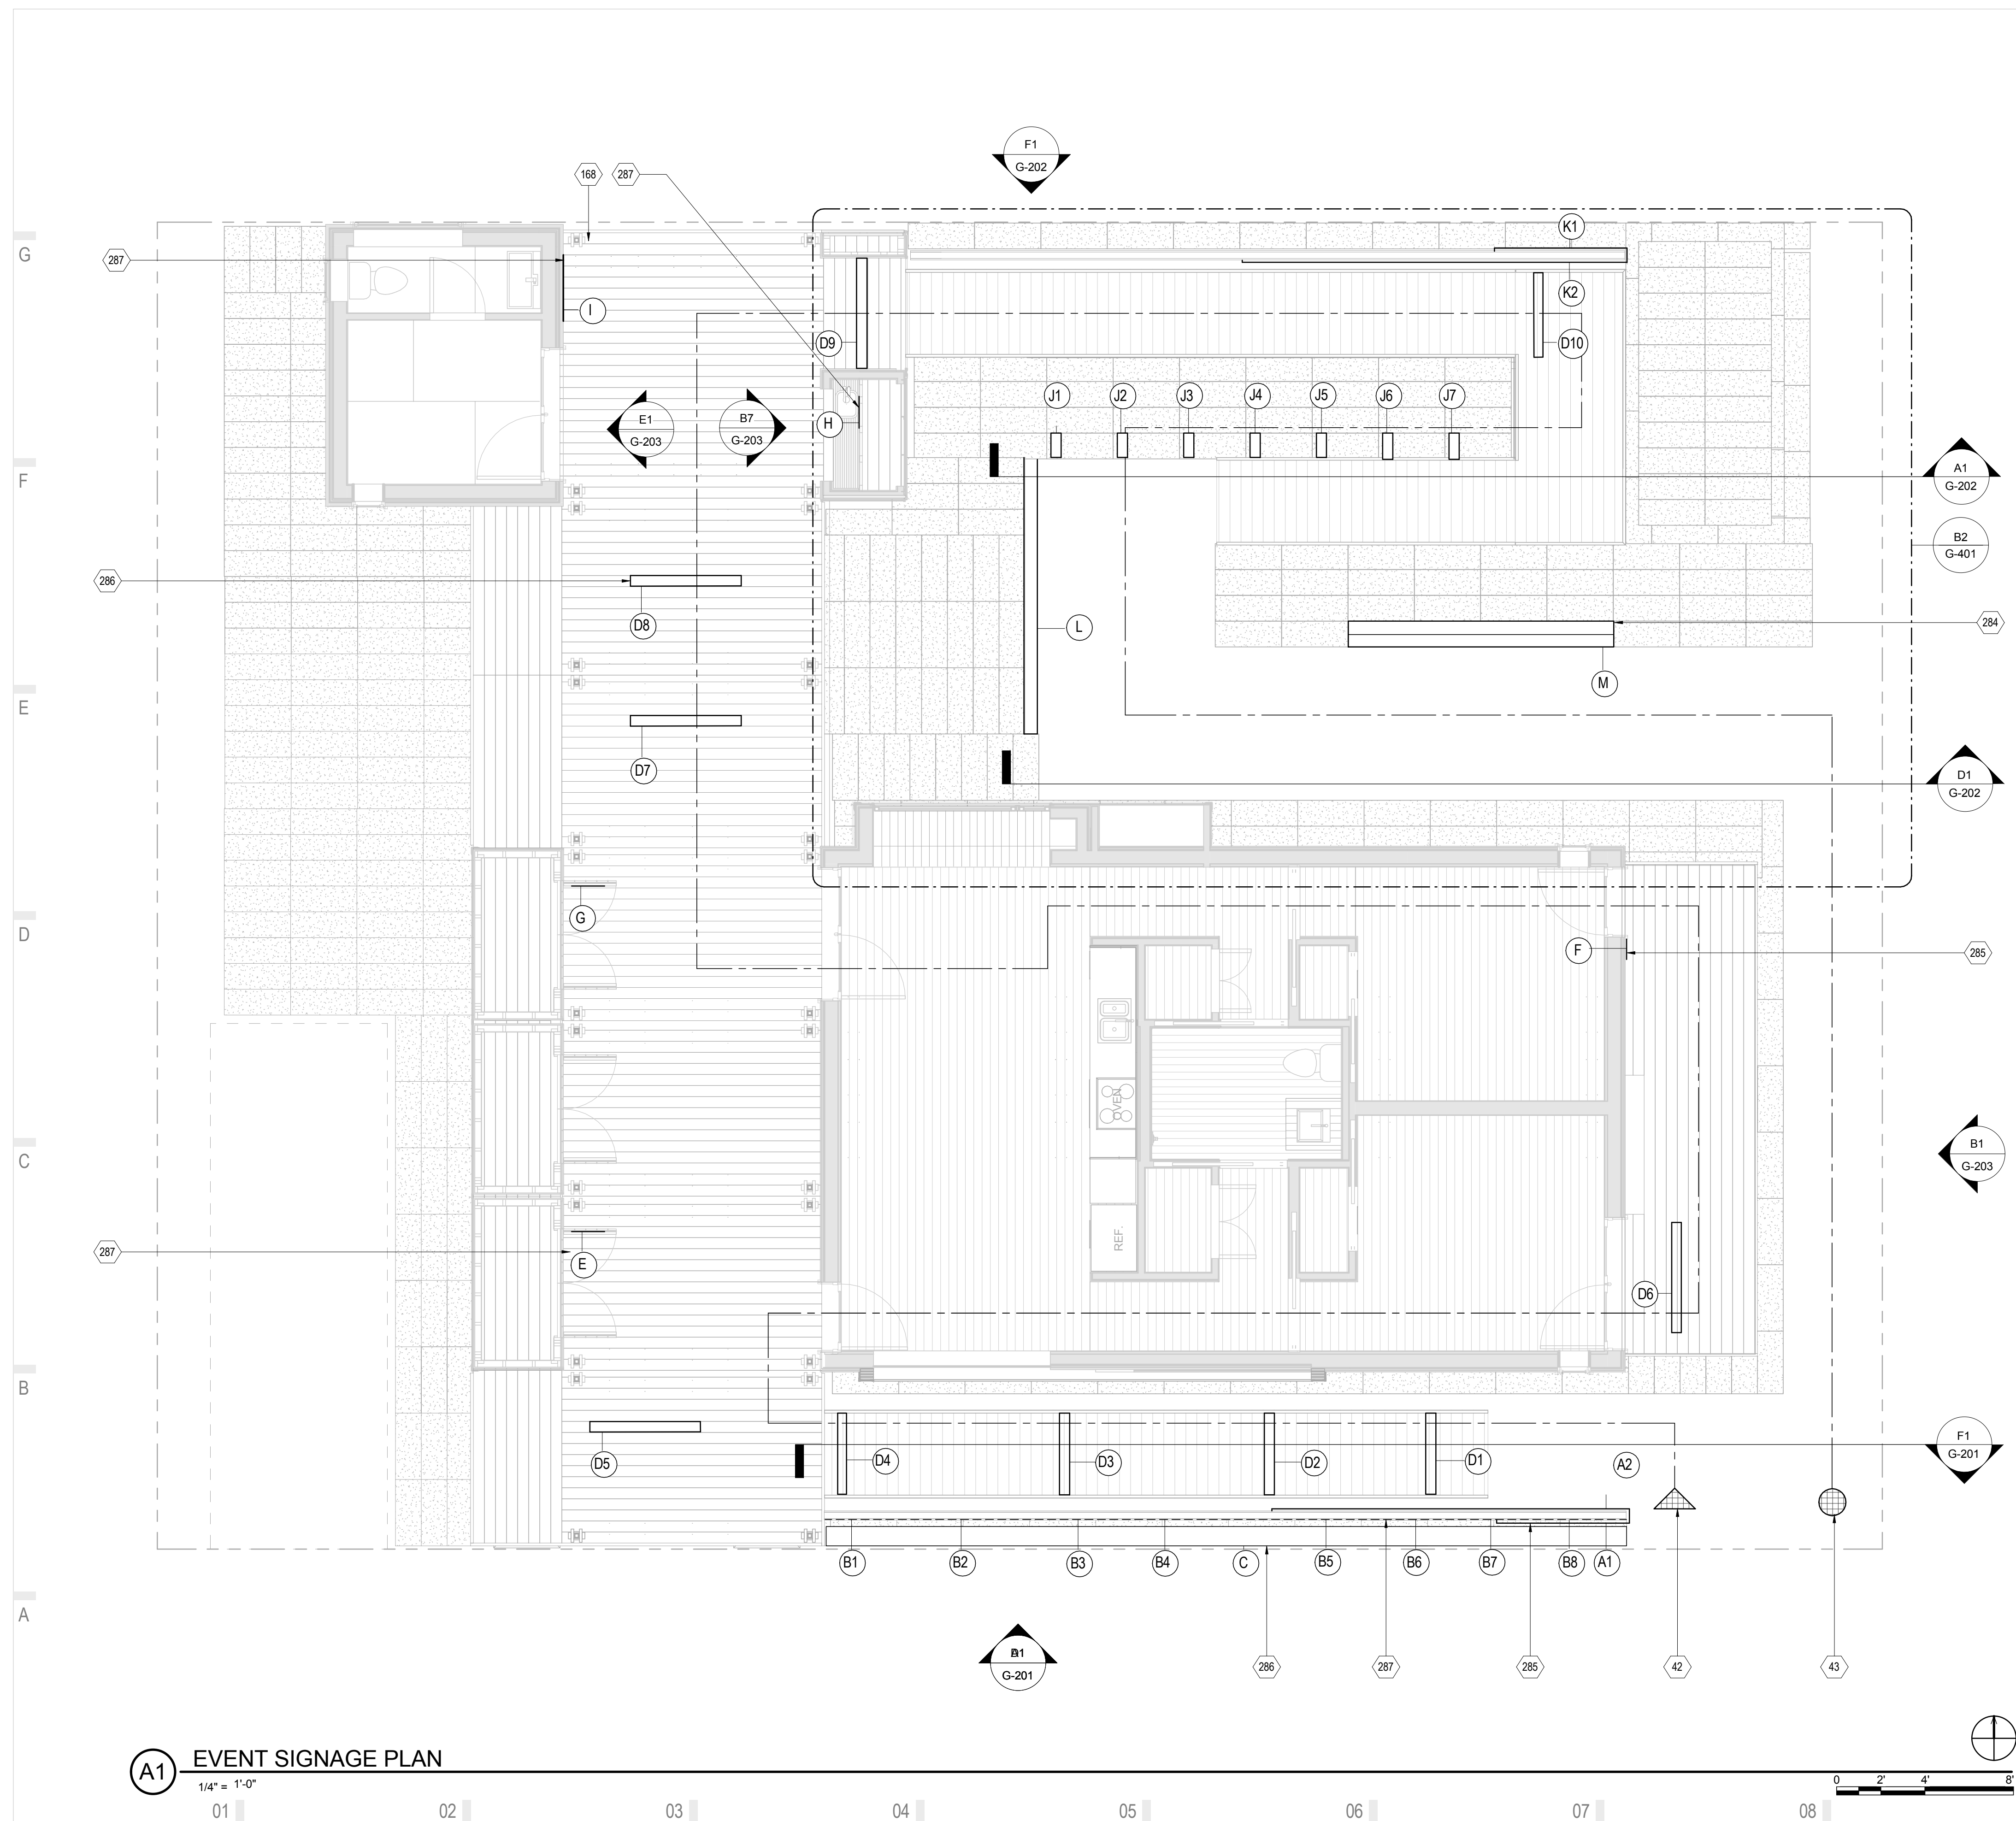 F1
G-202
168
287
G
K1
287
K2
I
D9
D10
J1
J2
J3
J4
J5
J6
J7
E1
G-203
B7
G-203
H
F
A1
G-202
B2
G-401
286
D8
L
284
M
E
D7
D1
G-202
G
D
F
285
OVEN
C
B1
G-203
REF.
287
E
D6
B
D5
D4
D3
D2
D1
A2
F1
G-201
B1
B2
B3
B4
C
B5
B6
B7
B8
A1
A
G-201
286
287
285
42
43
A1
EVENT SIGNAGE PLAN
1/4" = 1'-0"
0 2' 4' 8'
01 02 03 04 05 06 07 08